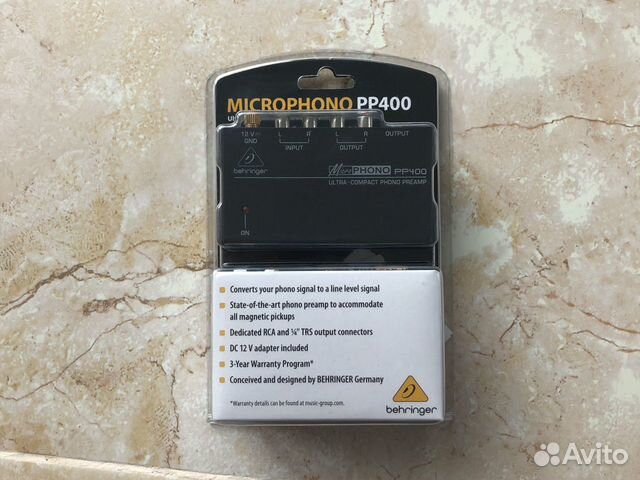 MICROPHONO PP400
12 V
GND
R
L
R
OUTPUT
INPUT
OUTPUT
behringer
Micro PHONO PP400
ULTRA-COMPACT PHONO PREAMP
ON
Converts your phono signal to a line level signal
State-of-the-art phono preamp to accommodate
all magnetic pickups
Dedicated RCA and ¼" TRS output connectors
DC 12 V adapter included
3-Year Warranty Program*
Conceived and designed by BEHRINGER Germany
*Warranty details can be found at music-group.com.
behringer
Avito